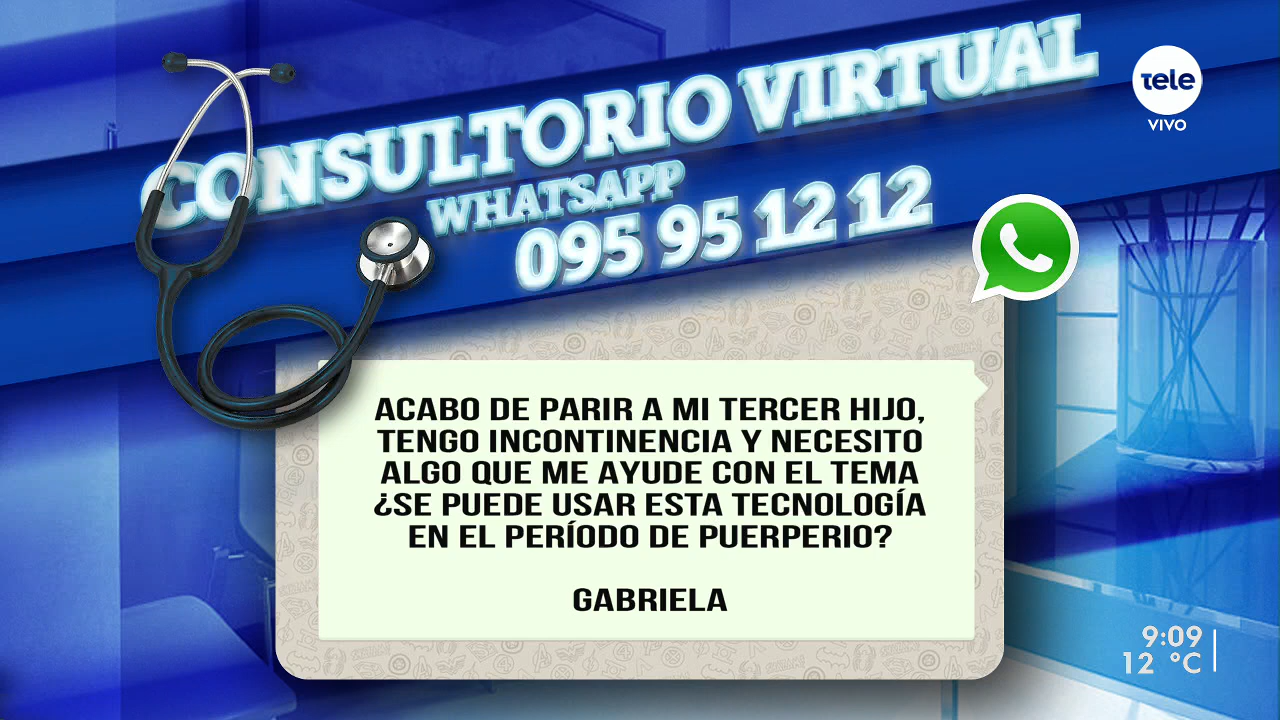 CONSULTORIO VIRTUAL
WHATSAPP
095 95 12 12
tele
VIVO
ACABO DE PARIR A MI TERCER HIJO,
TENGO INCONTINENCIA Y NECESITO
ALGO QUE ME AYUDE CON EL TEMA
¿SE PUEDE USAR ESTA TECNOLOGÍA
EN EL PERÍODO DE PUERPERIO?
GABRIELA
9:09
12 °C